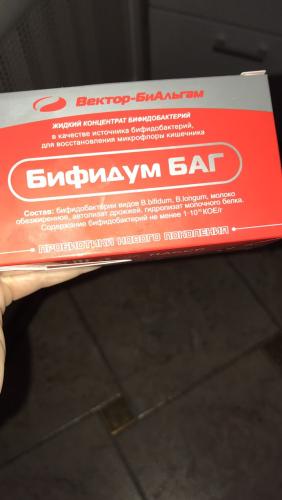 Вектор-БиАльгам
ЖИДКИЙ КОНЦЕНТРАТ БИФИДОБАКТЕРИЙ
в качестве источника бифидобактерий,
для восстановления микрофлоры кишечника
Бифидум БАГ
Состав: бифидобактерии видов B.bifidum, B.longum, молоко
обезжиренное, автолизат дрожжей, гидролизат молочного белка.
Содержание бифидобактерий не менее 1·10¹⁰ КОЕ/г
ПРОБИОТИКИ НОВОГО ПОКОЛЕНИЯ